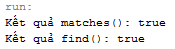 run:
Kết quả matches(): true
Kết quả find(): true